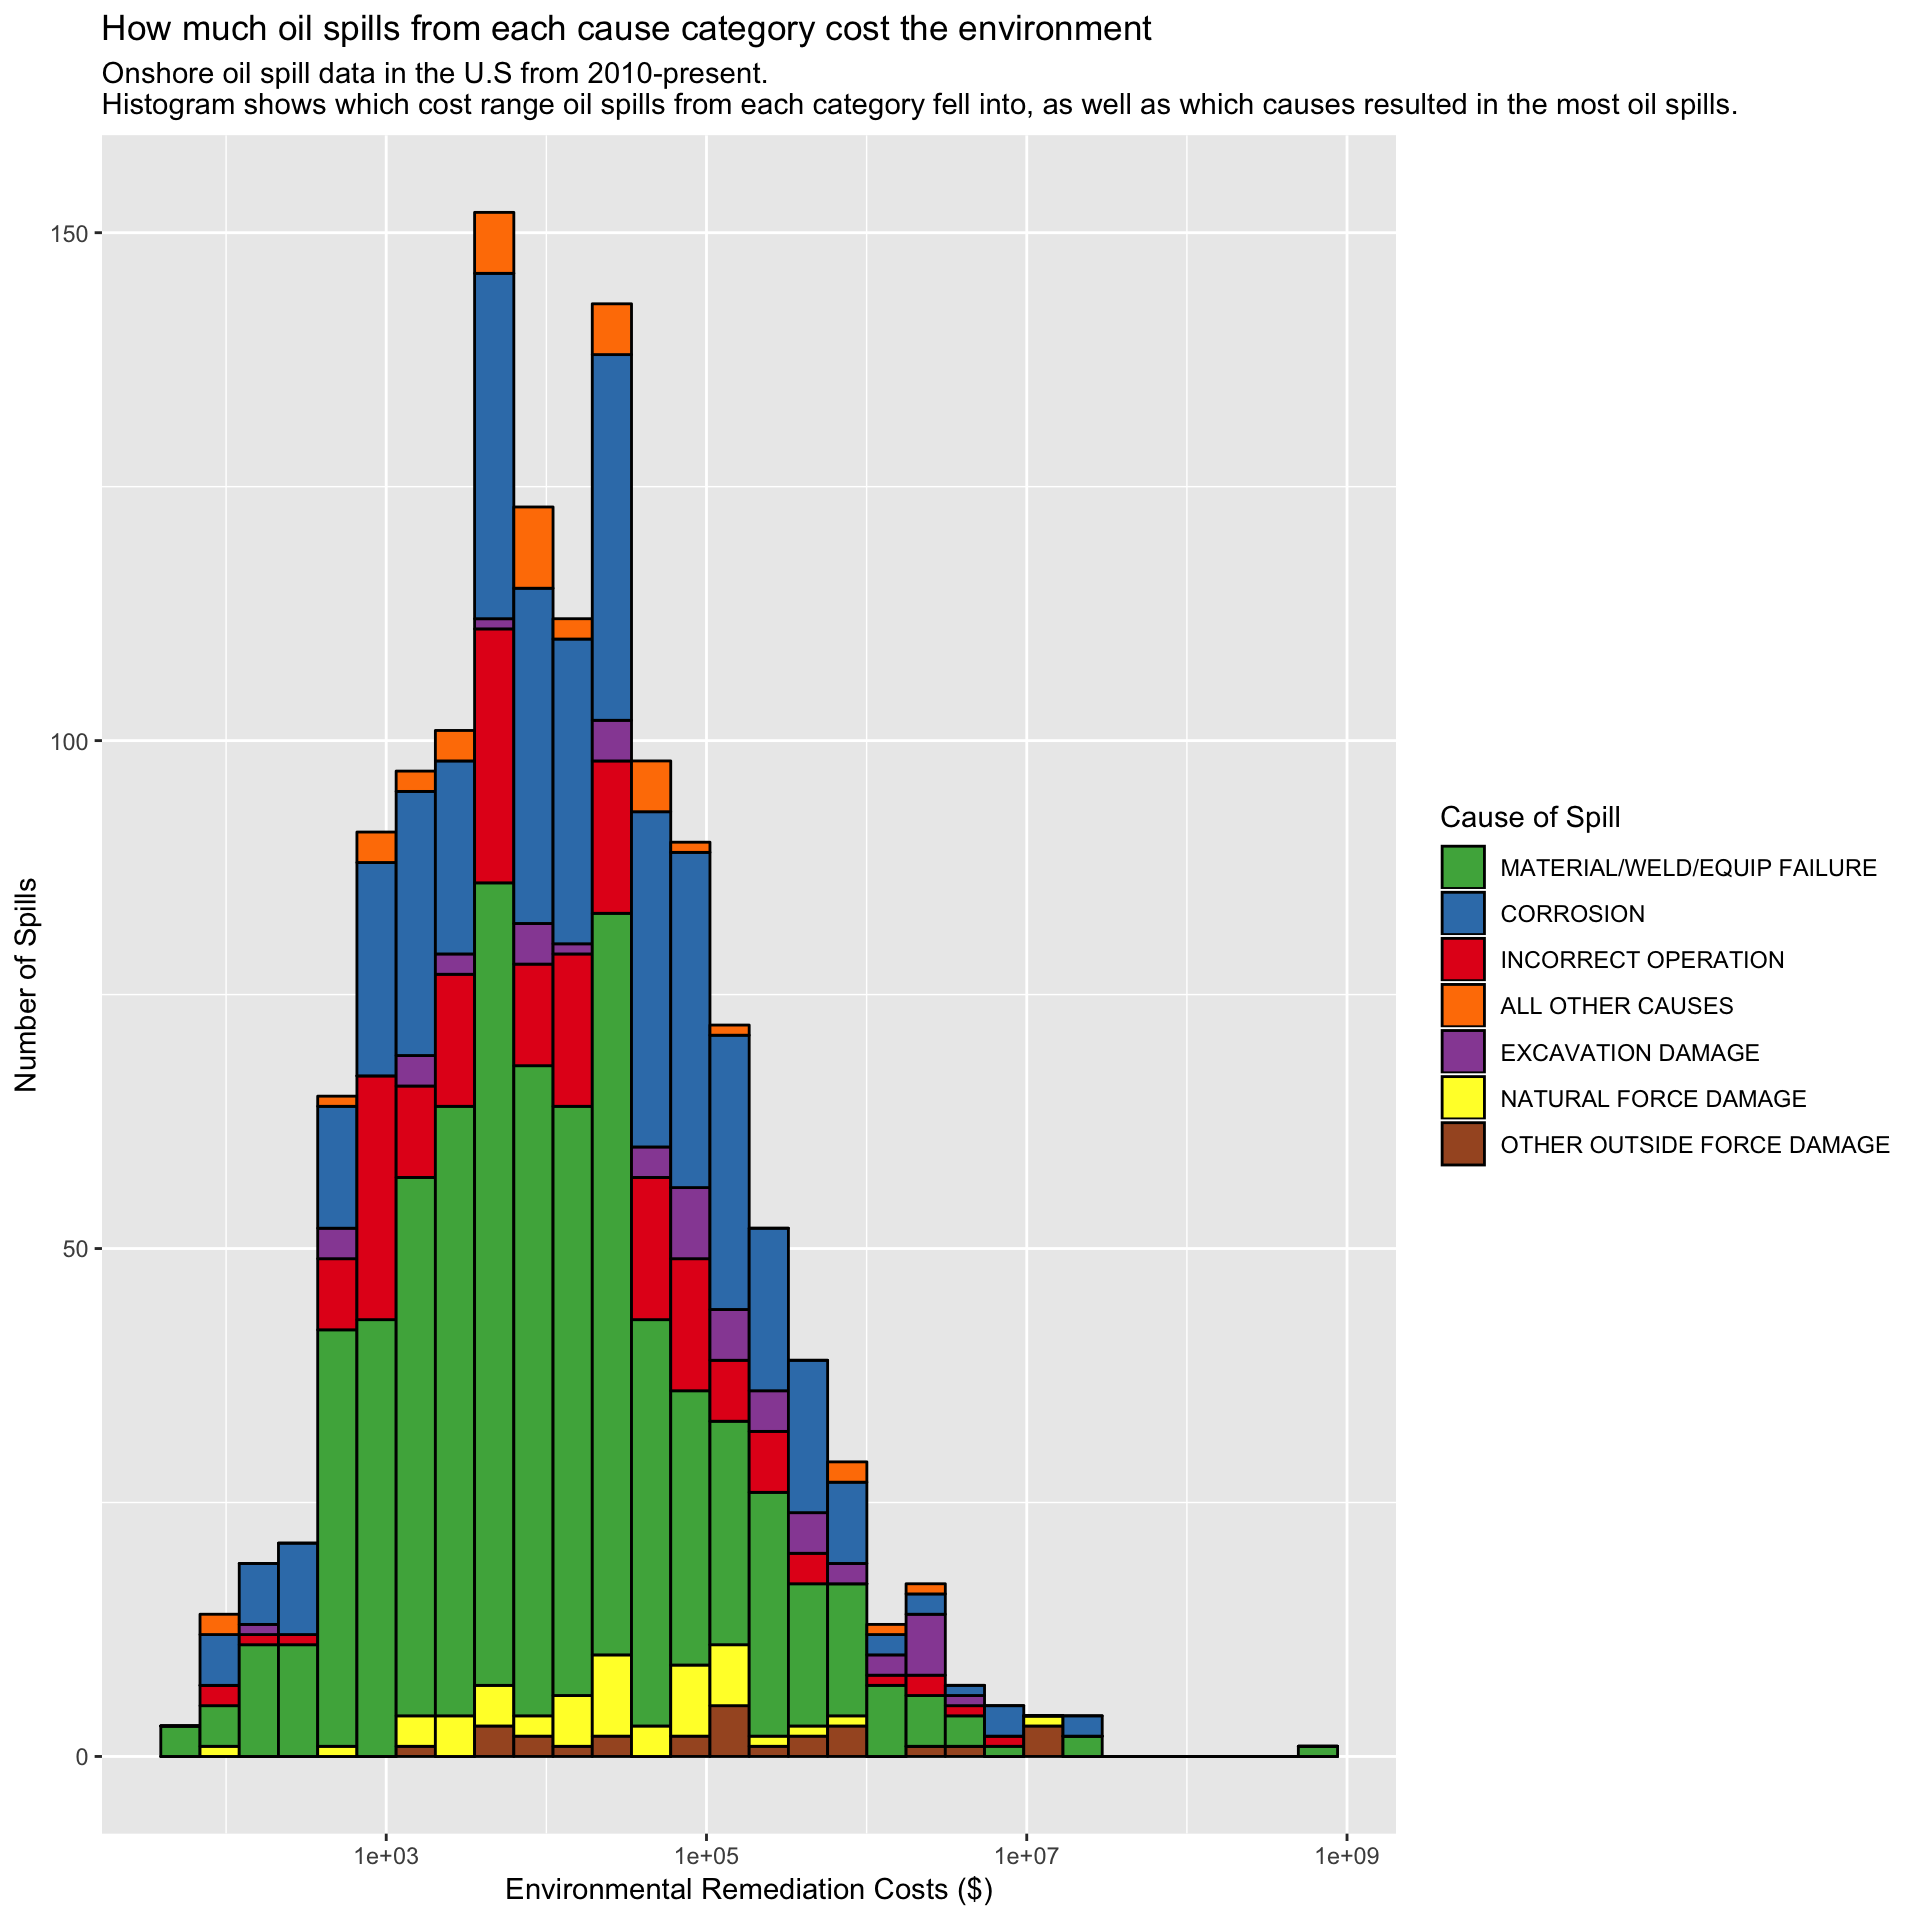 How much oil spills from each cause category cost the environment
Onshore oil spill data in the U.S from 2010-present.
Histogram shows which cost range oil spills from each category fell into, as well as which causes resulted in the most oil spills.
150
100
50
0
Number of Spills
1e+03
1e+05
1e+07
1e+09
Environmental Remediation Costs ($)
Cause of Spill
MATERIAL/WELD/EQUIP FAILURE
CORROSION
INCORRECT OPERATION
ALL OTHER CAUSES
EXCAVATION DAMAGE
NATURAL FORCE DAMAGE
OTHER OUTSIDE FORCE DAMAGE